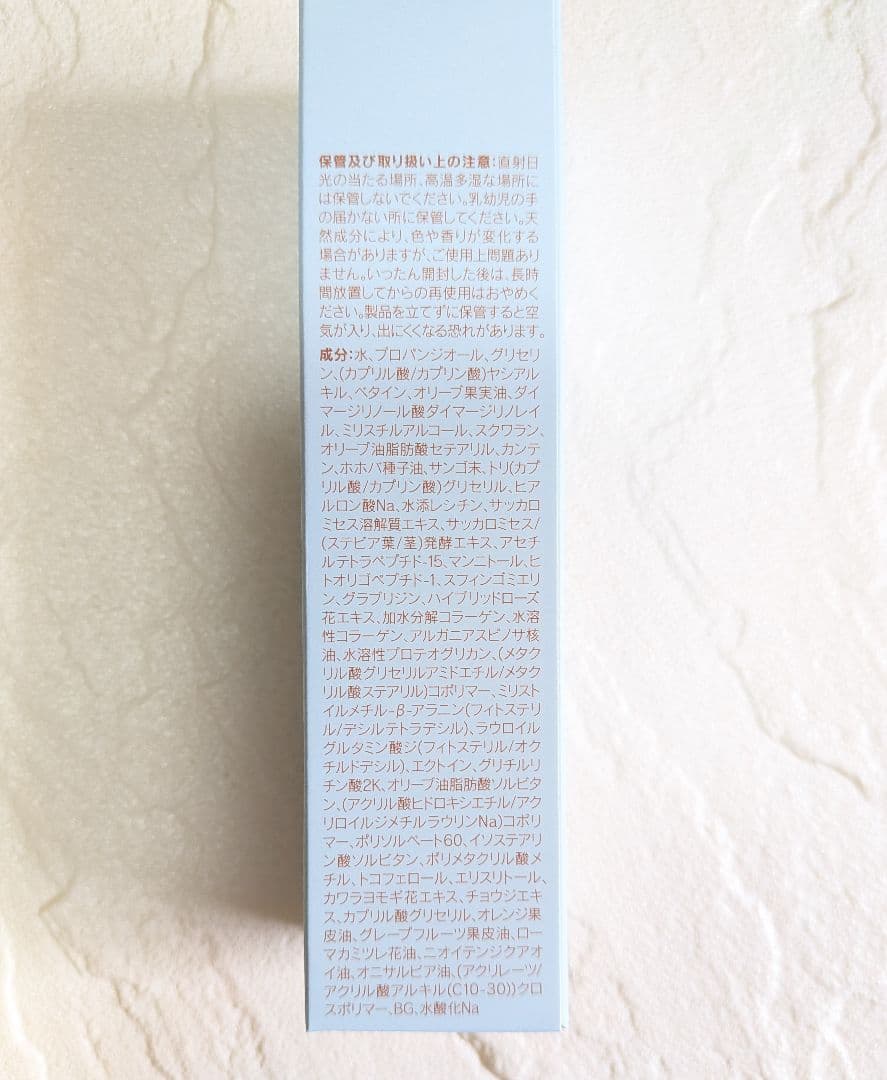 保管及び取り扱い上の注意:直射日
光の当たる場所、高温多湿な場所に
は保管しないでください。乳幼児の手
の届かない所に保管してください。天
然成分により、色や香りが変化する
場合がありますが、ご使用上問題あり
ません。いったん開封した後は、長時
間放置してからの再使用はおやめく
ださい。製品を立てずに保管すると空
気が入り、出にくくなる恐れがあります。
成分:水、プロパンジオール、グリセリ
ン、(カプリル酸/カプリン酸)ヤシアル
キル、ベタイン、オリーブ果実油、ダイ
マージリノール酸ダイマージリノレイ
ル、ミリスチルアルコール、スクワラン、
オリーブ油脂肪酸セテアリル、カンテ
ン、ホホバ種子油、サンゴ末、トリ(カプ
リル酸/カプリン酸)グリセリル、ヒア
ルロン酸Na、水添レシチン、サッカロ
ミセス溶解質エキス、サッカロミセス/
(ステビア葉/茎)発酵エキス、アセチ
ルテトラペプチド-15、マンニトール、ヒ
トオリゴペプチド-1、スフィンゴミエリ
ン、グラブリジン、ハイブリッドローズ
花エキス、加水分解コラーゲン、水溶
性コラーゲン、アルガニアスピノサ核
油、水溶性プロテオグリカン、(メタク
リル酸グリセリルアミドエチル/メタク
リル酸ステアリル)コポリマー、ミリスト
イルメチル-β-アラニン(フィトステリ
ル/デシルテトラデシル)、ラウロイル
グルタミン酸ジ(フィトステリル/オク
チルドデシル)、エクトイン、グリチルリ
チン酸2K、オリーブ油脂肪酸ソルビタ
ン、(アクリル酸ヒドロキシエチル/アク
リロイルジメチルタウリンNa)コポリ
マー、ポリソルベート60、イソステアリ
ン酸ソルビタン、ポリメタクリル酸メ
チル、トコフェロール、エリスリトール、
カワラヨモギ花エキス、チョウジエキ
ス、カプリル酸グリセリル、オレンジ果
皮油、グレープフルーツ果皮油、ロー
マカミツレ花油、ニオイテンジクアオ
イ油、オニサルビア油、(アクリレーツ/
アクリル酸アルキル(C10-30))クロ
スポリマー、BG、水酸化Na